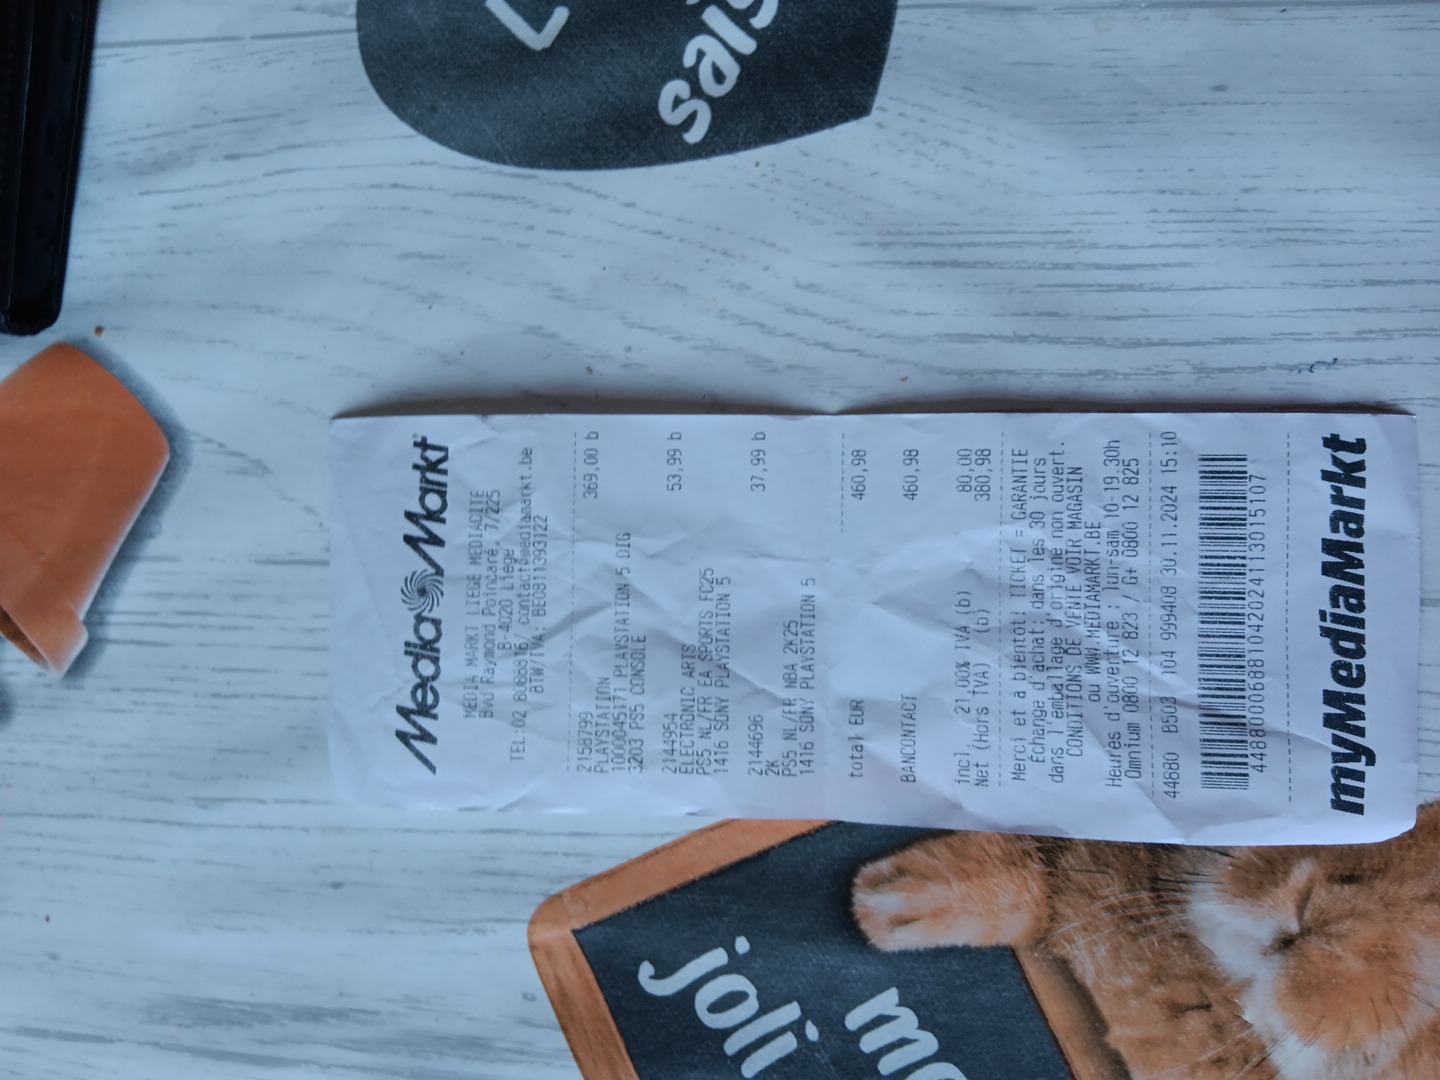 L
sais
MediaMarkt
MEDIA MARKT LIEGE MEDIACITE
Bvd Raymond Poincaré, 7/225
B-4020 Liège
TEL:02 8088816/ contact@mediamarkt.be
BTW/TVA: BE0811393122
2158799 369,00 b
PLAYSTATION
1000045171 PLAYSTATION 5 DIG
3203 PS5 CONSOLE
2144954 53,99 b
ELECTRONIC ARTS
PS5 NL/FR EA SPORTS FC25
1416 SONY PLAYSTATION 5
2144696 37,99 b
2K
PS5 NL/FR NBA 2K25
1416 SONY PLAYSTATION 5
total EUR 460,98
BANCONTACT 460,98
incl. 21,00% TVA (b) 80,00
Net (Hors TVA) (b) 380,98
Merci et à bientôt! TICKET = GARANTIE
Echange d'achat: dans les 30 jours
dans l'emballage d'origine non ouvert.
CONDITIONS DE VENTE VOIR MAGASIN
ou WWW.MEDIAMARKT.BE
Heures d'ouverture : lun-sam 10-19.30h
Omnium 0800 12 823 / G+ 0800 12 825
44680 B503 104 999408 30.11.2024 15:10
myMediaMarkt
joli
me